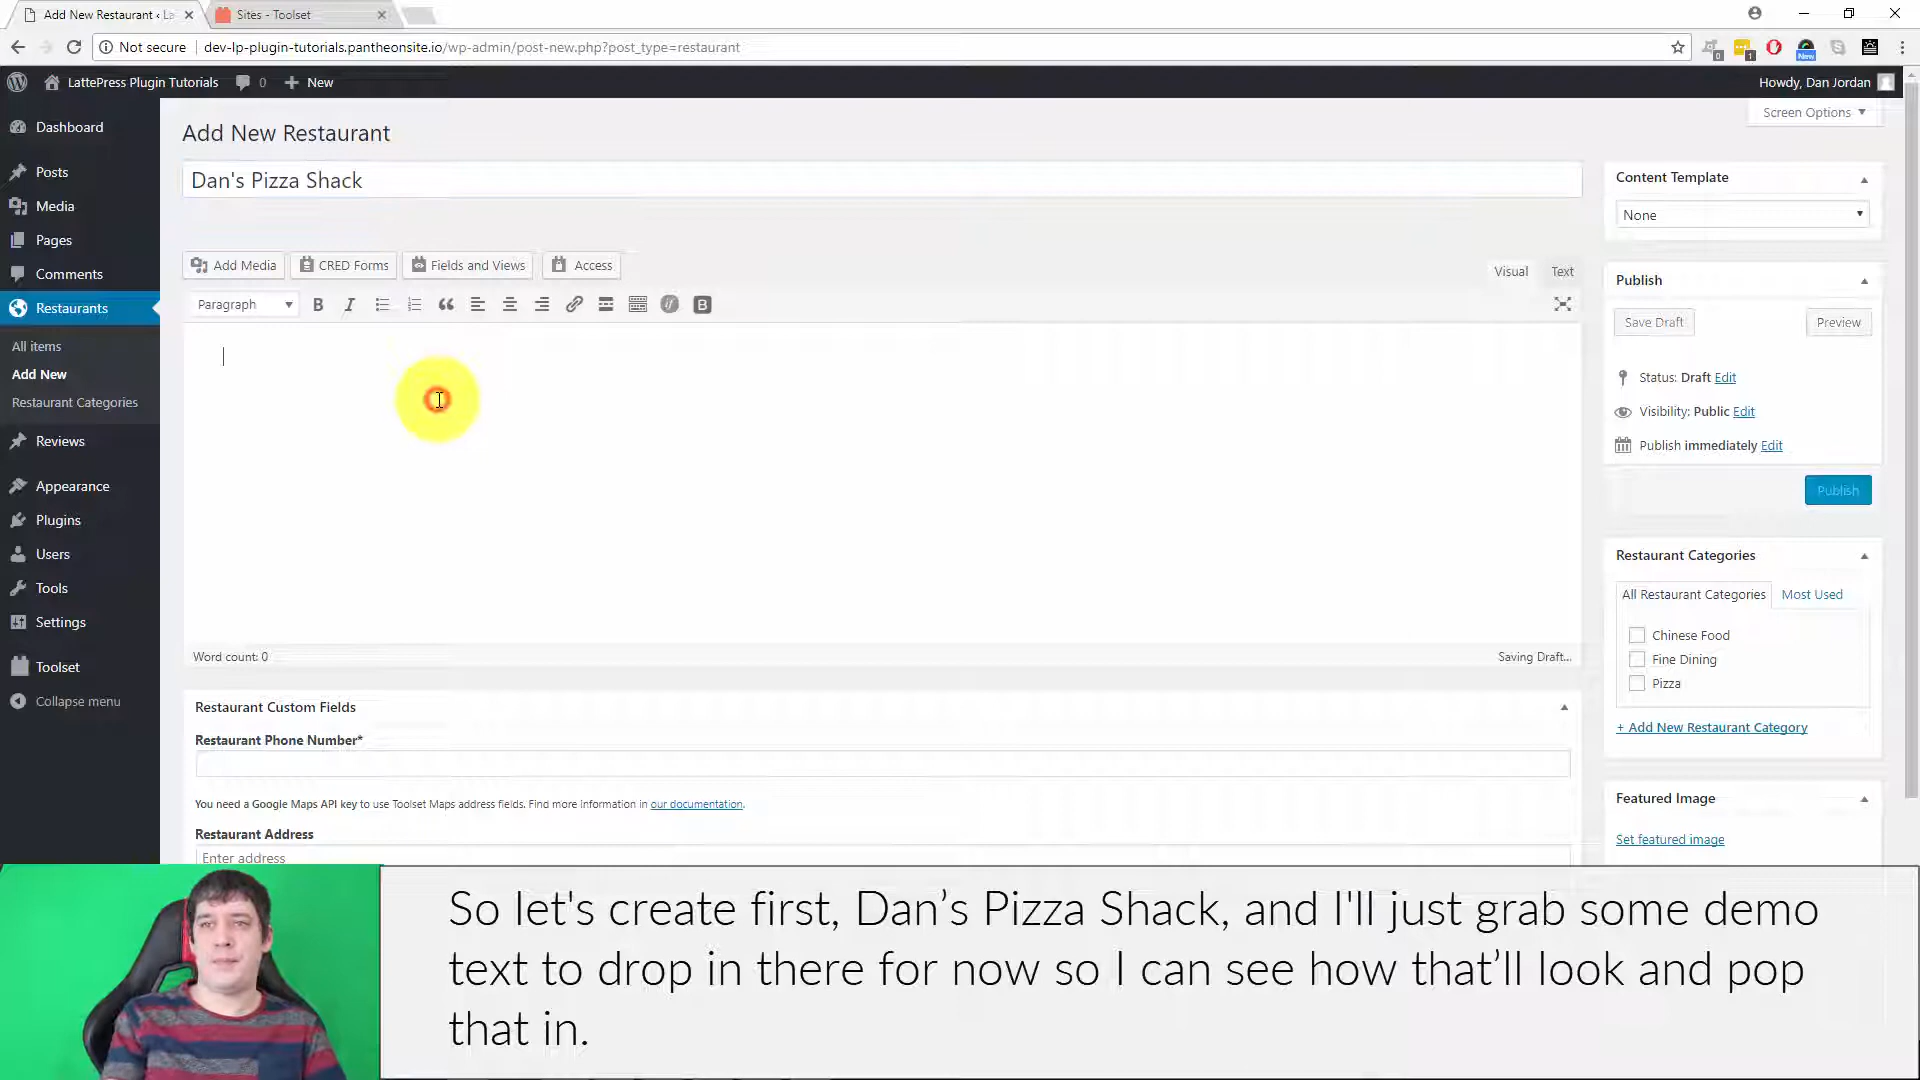 Add New Restaurant ‹ La
Sites - Toolset
Not secure dev-lp-plugin-tutorials.pantheonsite.io/wp-admin/post-new.php?post_type=restaurant
0
1
New
LattePress Plugin Tutorials 0 New
Howdy, Dan Jordan
Screen Options
Dashboard
Posts
Media
Pages
Comments
Restaurants
All items
Add New
Restaurant Categories
Reviews
Appearance
Plugins
Users
Tools
Settings
Toolset
Collapse menu
Add New Restaurant
Dan's Pizza Shack
Add Media CRED Forms Fields and Views Access
Visual Text
Paragraph B I if B
Word count: 0
Saving Draft...
Restaurant Custom Fields
Restaurant Phone Number*
You need a Google Maps API key to use Toolset Maps address fields. Find more information in our documentation.
Restaurant Address
Enter address
Content Template
None
Publish
Save Draft Preview
Status: Draft Edit
Visibility: Public Edit
Publish immediately Edit
Publish
Restaurant Categories
All Restaurant Categories Most Used
Chinese Food
Fine Dining
Pizza
+ Add New Restaurant Category
Featured Image
Set featured image
So let's create first, Dan’s Pizza Shack, and I'll just grab some demo
text to drop in there for now so I can see how that’ll look and pop
that in.